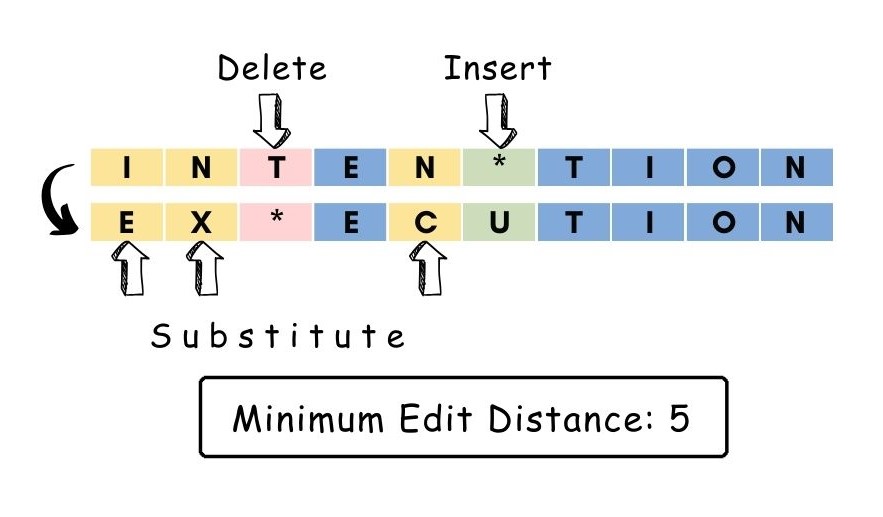 Delete Insert
I N T E N * T I O N
E X * E C U T I O N
Substitute
Minimum Edit Distance: 5